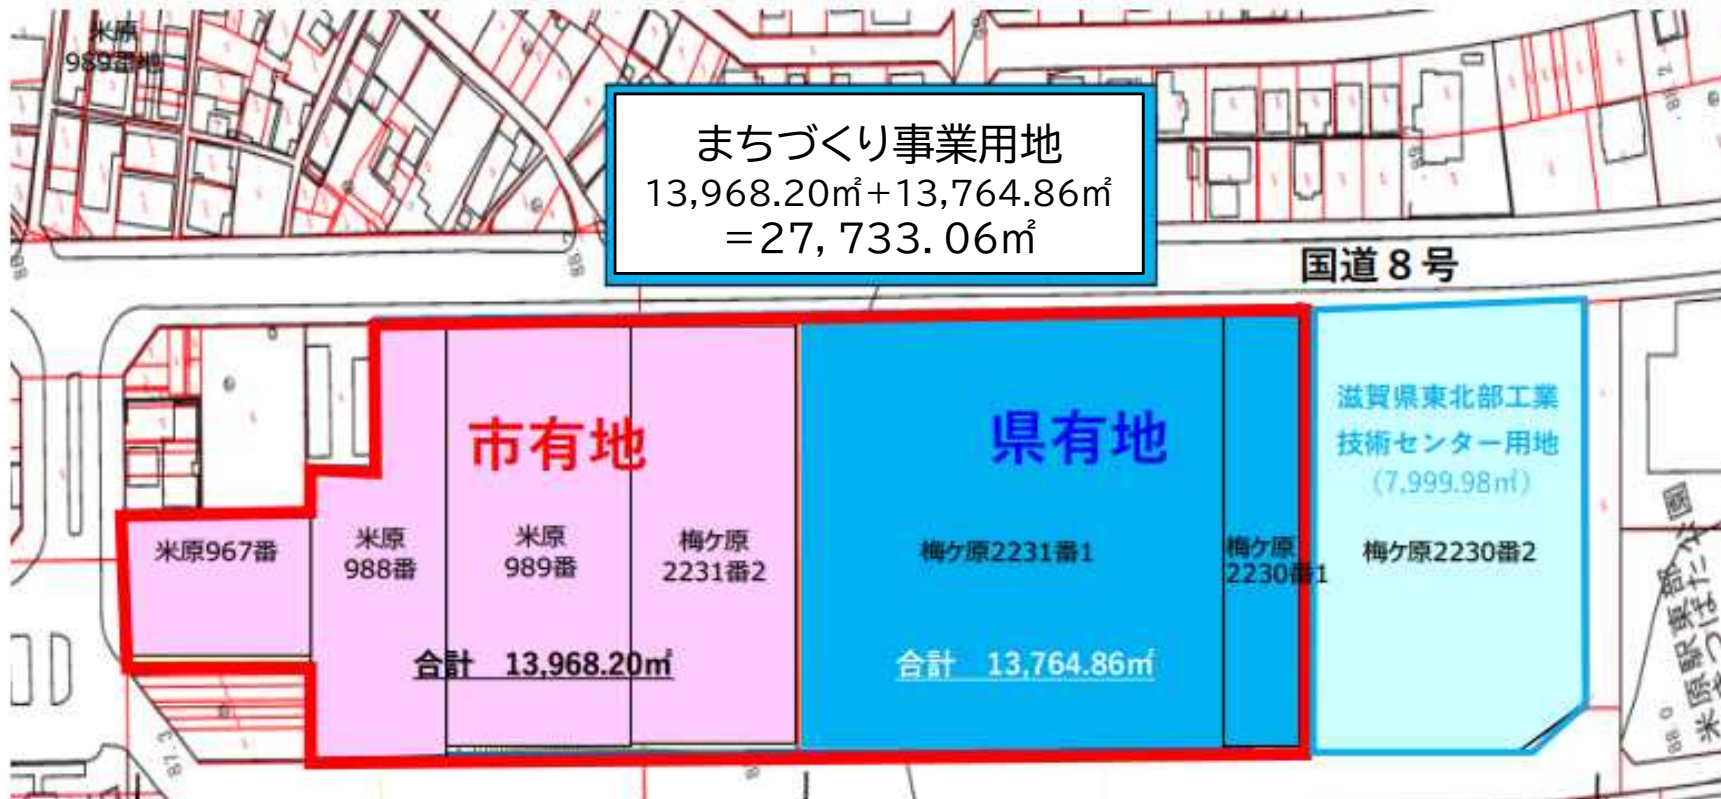 米原
989番地
まちづくり事業用地
13,968.20㎡+13,764.86㎡
=27,733.06㎡
国道8号
市有地
県有地
滋賀県東北部工業
技術センター用地
(7,999.98㎡)
米原967番
米原
988番
米原
989番
梅ケ原
2231番2
梅ケ原2231番1
梅ケ原
2230番1
梅ケ原2230番2
合計 13,968.20㎡
合計 13,764.86㎡
87.3
88.0